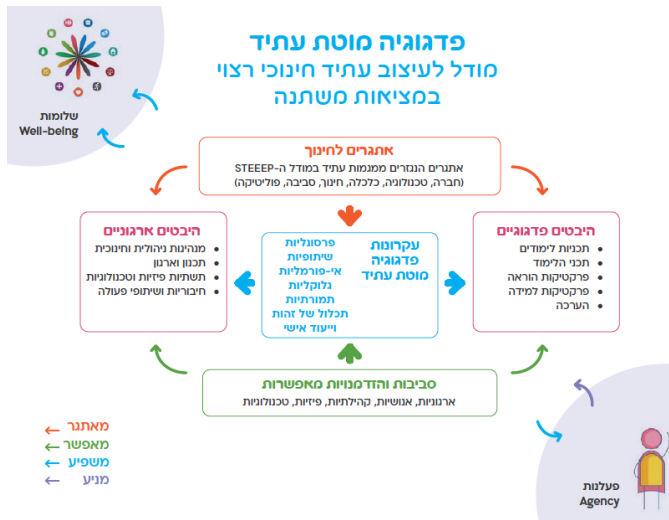 פדגוגיה מוטת עתיד
מודל לעיצוב עתיד חינוכי רצוי
במציאות משתנה
שלומות
Well-being
אתגרים לחינוך
אתגרים הנגזרים ממגמות עתיד במודל ה-STEEEP
(חברה, טכנולוגיה, כלכלה, חינוך, סביבה, פוליטיקה)
היבטים פדגוגיים
• תכניות לימודים
• תכני הלימוד
• פרקטיקות הוראה
• פרקטיקות למידה
• הערכה
עקרונות
פדגוגיה
מוטת עתיד
פרסונליות
שיתופיות
אי-פורמליות
גלוקליות
תמורתיות
תכלול של זהות
וייעוד אישי
היבטים ארגוניים
• מנהיגות ניהולית וחינוכית
• תכנון וארגון
• תשתיות פיזיות וטכנולוגיות
• חיבוריות ושיתופי פעולה
סביבות והזדמנויות מאפשרות
ארגוניות, אנושיות, קהילתיות, פיזיות, טכנולוגיות
מאתגר
מאפשר
משפיע
מניע
פעלנות
Agency